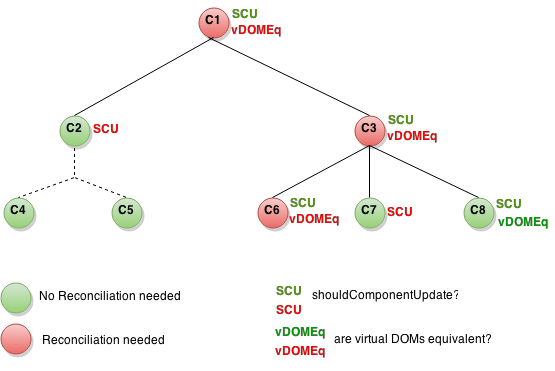 C1 SCU
vDOMEq
C2 SCU
C3 SCU
vDOMEq
C4
C5
C6 SCU
vDOMEq
C7 SCU
C8 SCU
vDOMEq
No Reconciliation needed
Reconciliation needed
SCU
SCU
shouldComponentUpdate?
vDOMEq
vDOMEq
are virtual DOMs equivalent?